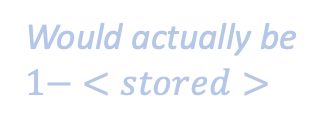 Would actually be
1− < stored >